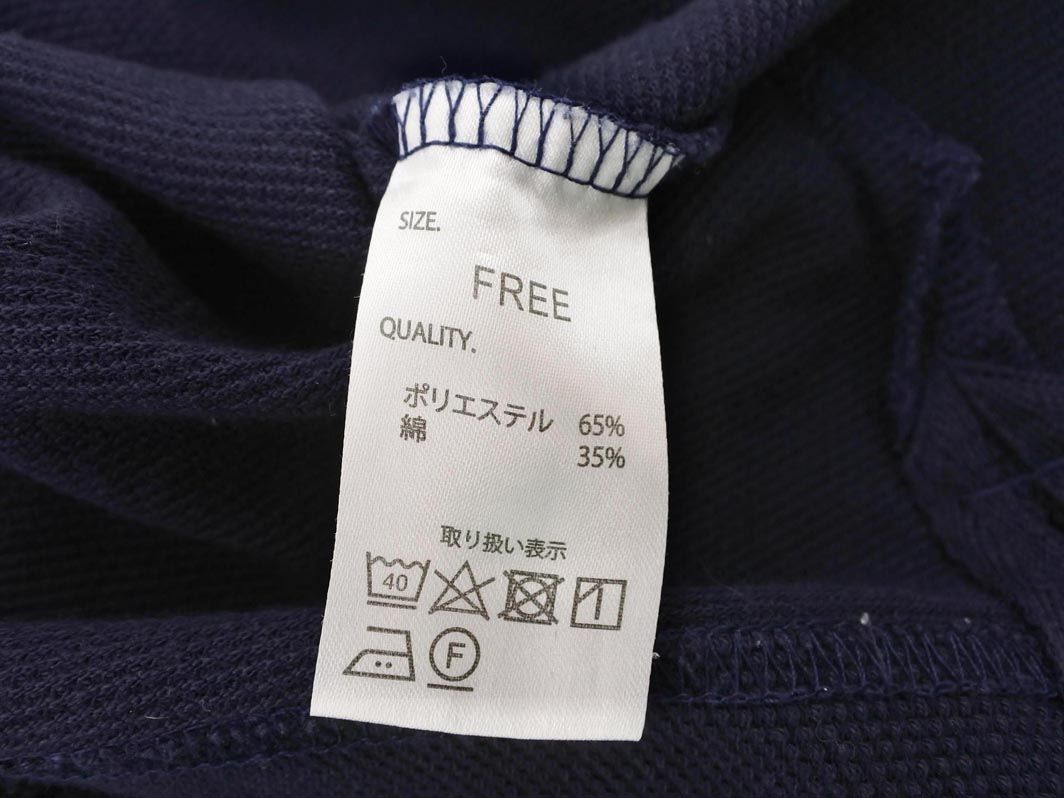 SIZE.
FREE
QUALITY.
ポリエステル 65%
綿 35%
取り扱い表示
40
F